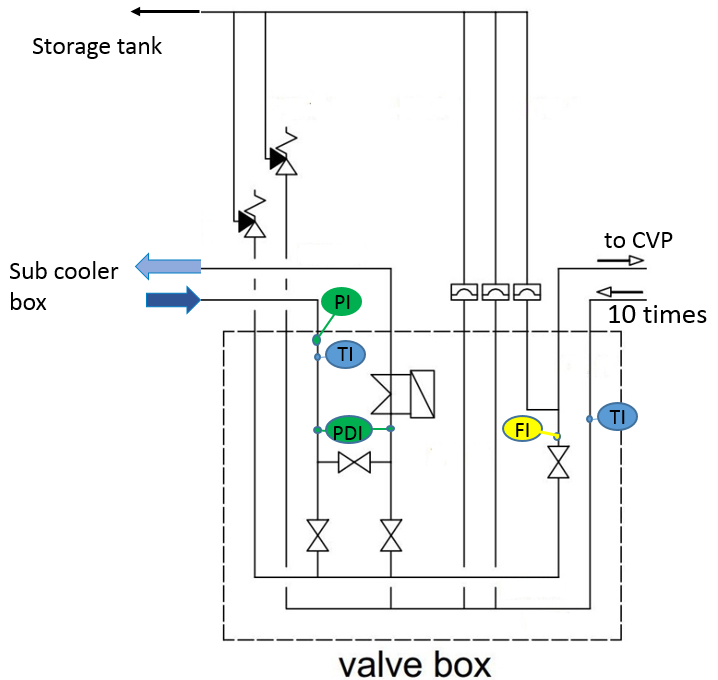 Storage tank
to CVP
Sub cooler
box
PI
10 times
TI
TI
FI
PDI
valve box